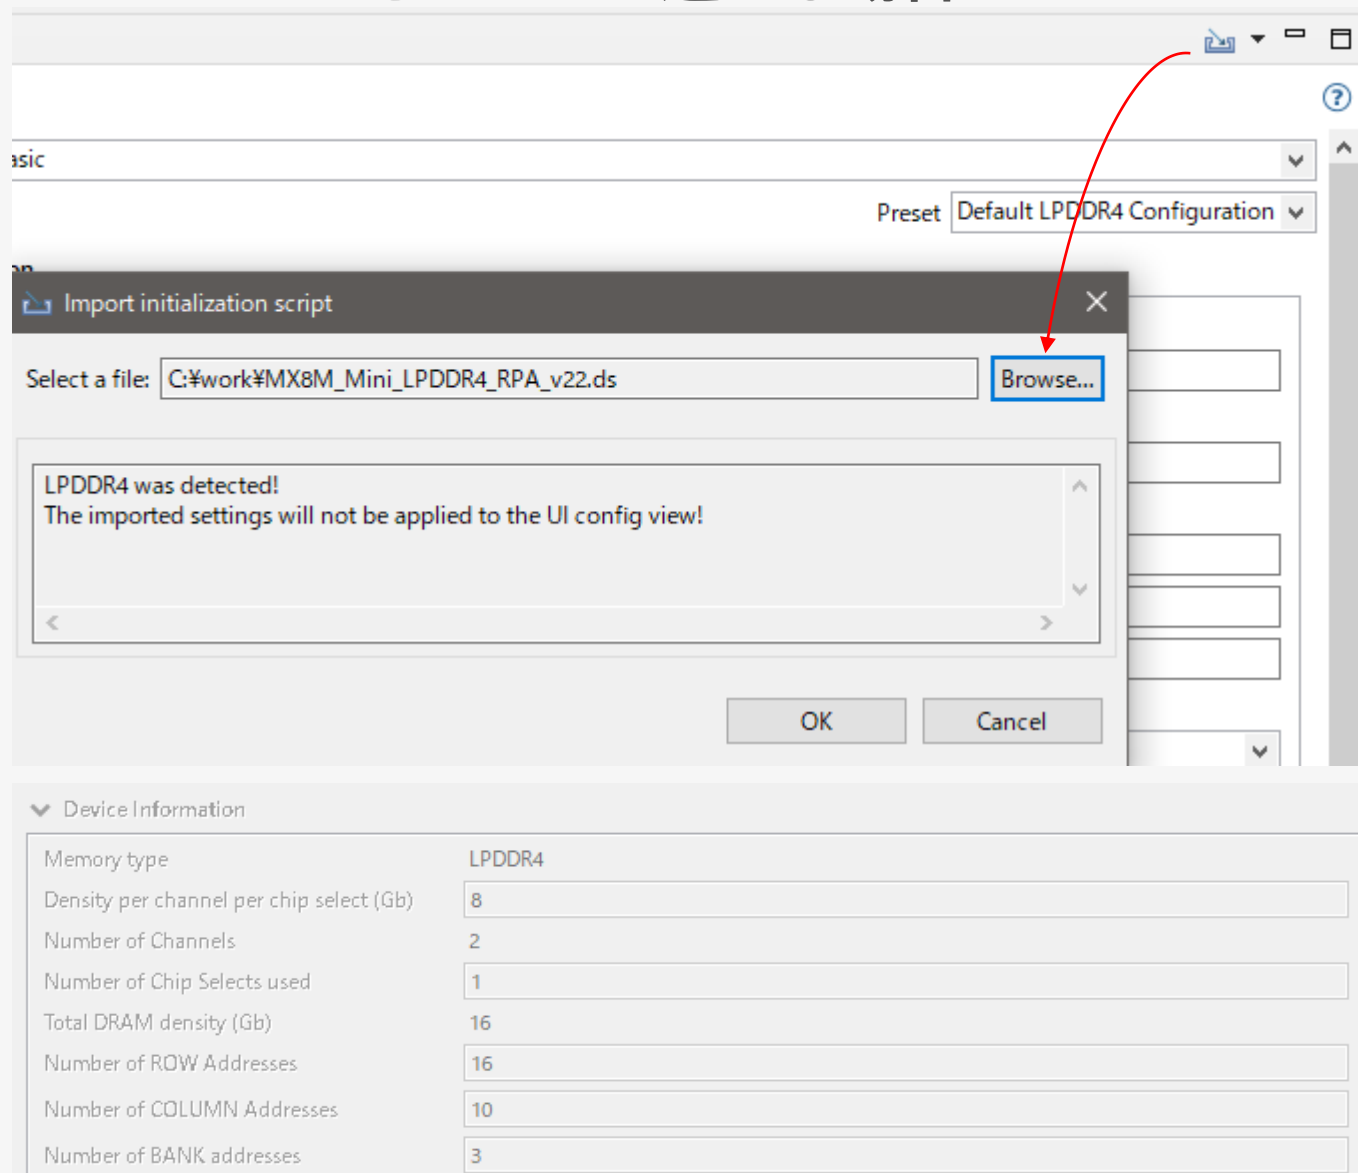 asic
Preset Default LPDDR4 Configuration
Import initialization script
Select a file: C:¥work¥MX8M_Mini_LPDDR4_RPA_v22.ds Browse...
LPDDR4 was detected!
The imported settings will not be applied to the UI config view!
OK Cancel
Device Information
Memory type LPDDR4
Density per channel per chip select (Gb) 8
Number of Channels 2
Number of Chip Selects used 1
Total DRAM density (Gb) 16
Number of ROW Addresses 16
Number of COLUMN Addresses 10
Number of BANK addresses 3